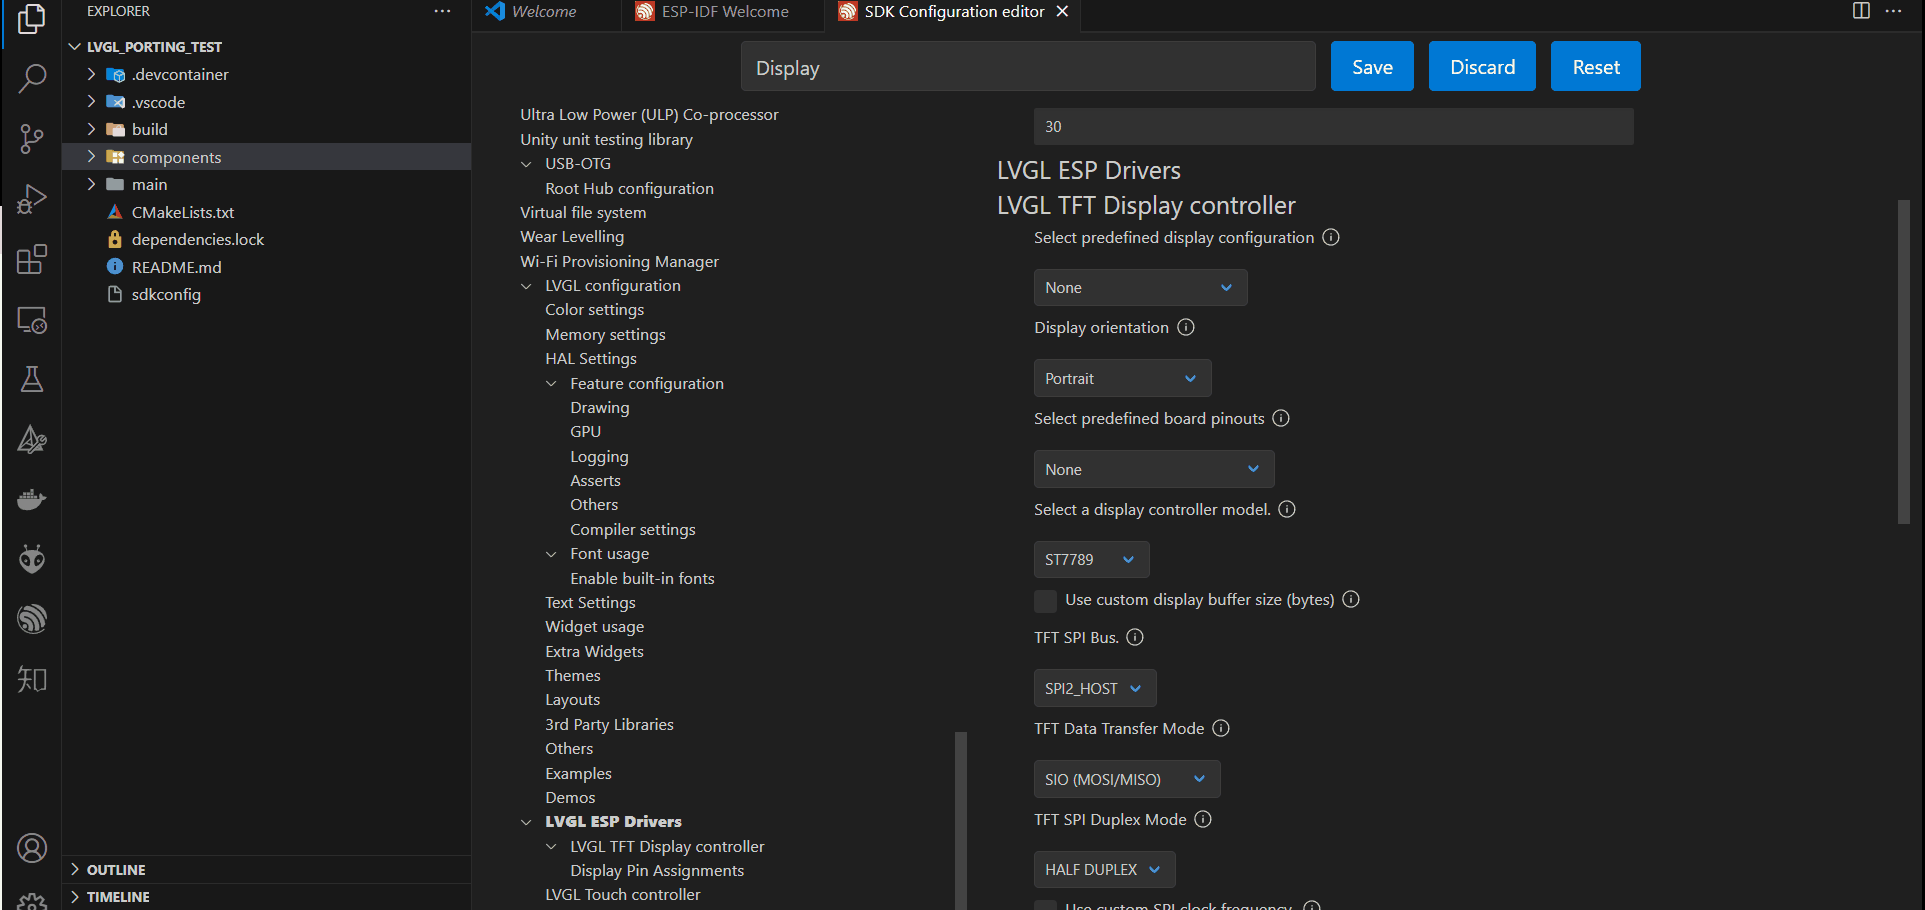 EXPLORER
LVGL_PORTING_TEST
.devcontainer
.vscode
build
components
main
CMakeLists.txt
dependencies.lock
README.md
sdkconfig
OUTLINE
TIMELINE
知
Welcome
ESP-IDF Welcome
SDK Configuration editor
Display
Save
Discard
Reset
Ultra Low Power (ULP) Co-processor
Unity unit testing library
USB-OTG
Root Hub configuration
Virtual file system
Wear Levelling
Wi-Fi Provisioning Manager
LVGL configuration
Color settings
Memory settings
HAL Settings
Feature configuration
Drawing
GPU
Logging
Asserts
Others
Compiler settings
Font usage
Enable built-in fonts
Text Settings
Widget usage
Extra Widgets
Themes
Layouts
3rd Party Libraries
Others
Examples
Demos
LVGL ESP Drivers
LVGL TFT Display controller
Display Pin Assignments
LVGL Touch controller
30
LVGL ESP Drivers
LVGL TFT Display controller
Select predefined display configuration
None
Display orientation
Portrait
Select predefined board pinouts
None
Select a display controller model.
ST7789
Use custom display buffer size (bytes)
TFT SPI Bus.
SPI2_HOST
TFT Data Transfer Mode
SIO (MOSI/MISO)
TFT SPI Duplex Mode
HALF DUPLEX
Use custom SPI clock frequency